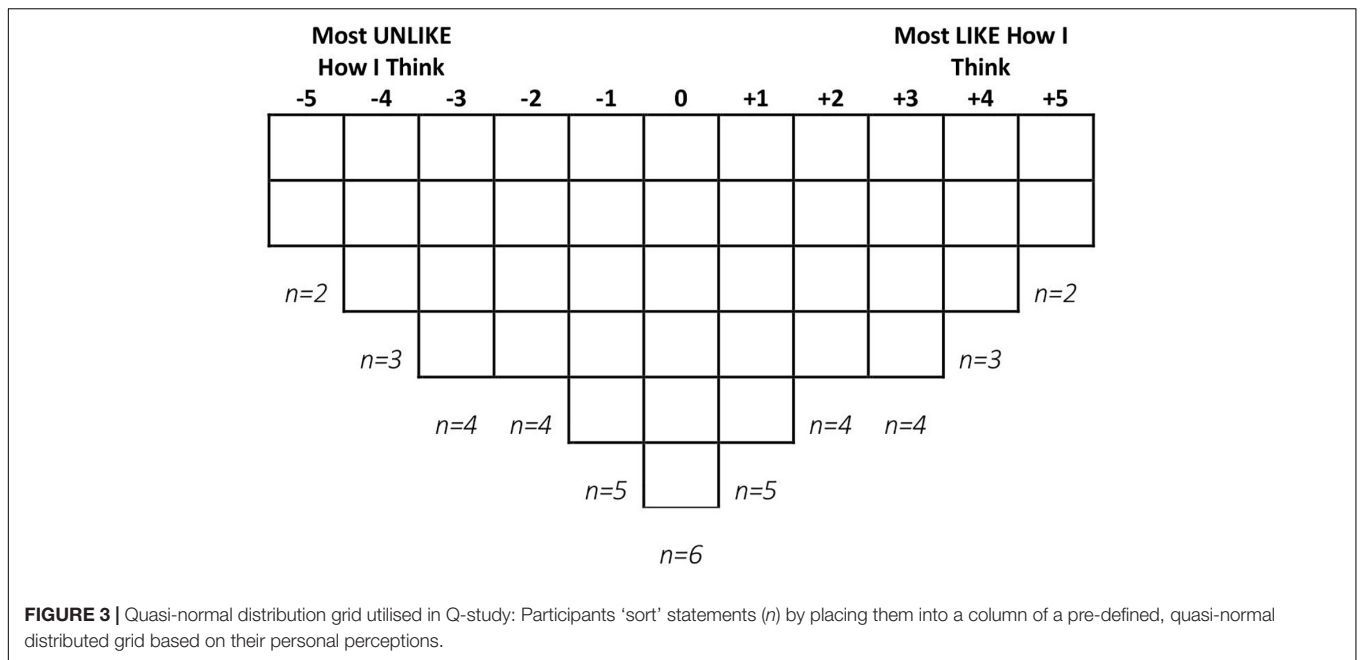 Most UNLIKE
How I Think
Most LIKE How I
Think
-5 -4 -3 -2 -1 0 +1 +2 +3 +4 +5
n=2 n=2
n=3 n=3
n=4 n=4 n=4 n=4
n=5 n=5
n=6
FIGURE 3 | Quasi-normal distribution grid utilised in Q-study: Participants ‘sort’ statements (n) by placing them into a column of a pre-defined, quasi-normal
distributed grid based on their personal perceptions.